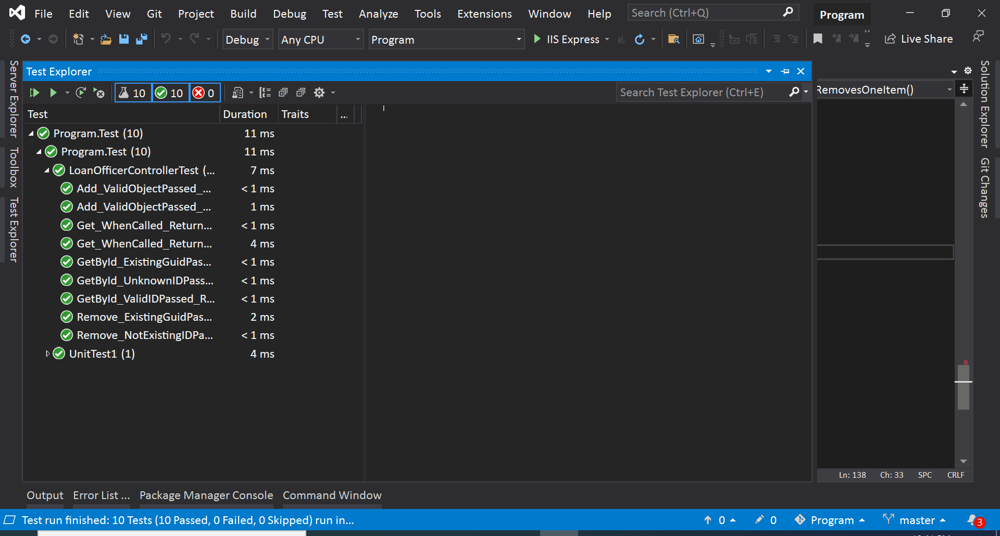 File Edit View Git Project Build Debug Test Analyze Tools Extensions Window Help Search (Ctrl+Q) Program
Debug Any CPU Program IIS Express Live Share
Test Explorer
10 10 0 Search Test Explorer (Ctrl+E)
RemovesOneItem()
Test Duration Traits ...
Program.Test (10) 11 ms
Program.Test (10) 11 ms
LoanOfficerControllerTest (... 7 ms
Add_ValidObjectPassed_... < 1 ms
Add_ValidObjectPassed_... 1 ms
Get_WhenCalled_Return... < 1 ms
Get_WhenCalled_Return... 4 ms
GetById_ExistingGuidPas... < 1 ms
GetById_UnknownIDPass... < 1 ms
GetById_ValidIDPassed_R... < 1 ms
Remove_ExistingGuidPas... 2 ms
Remove_NotExistingIDPa... < 1 ms
UnitTest1 (1) 4 ms
Server Explorer
Toolbox
Test Explorer
Solution Explorer
Git Changes
Ln: 138 Ch: 33 SPC CRLF
Output Error List ... Package Manager Console Command Window
Test run finished: 10 Tests (10 Passed, 0 Failed, 0 Skipped) run in... 0 0 Program master 3